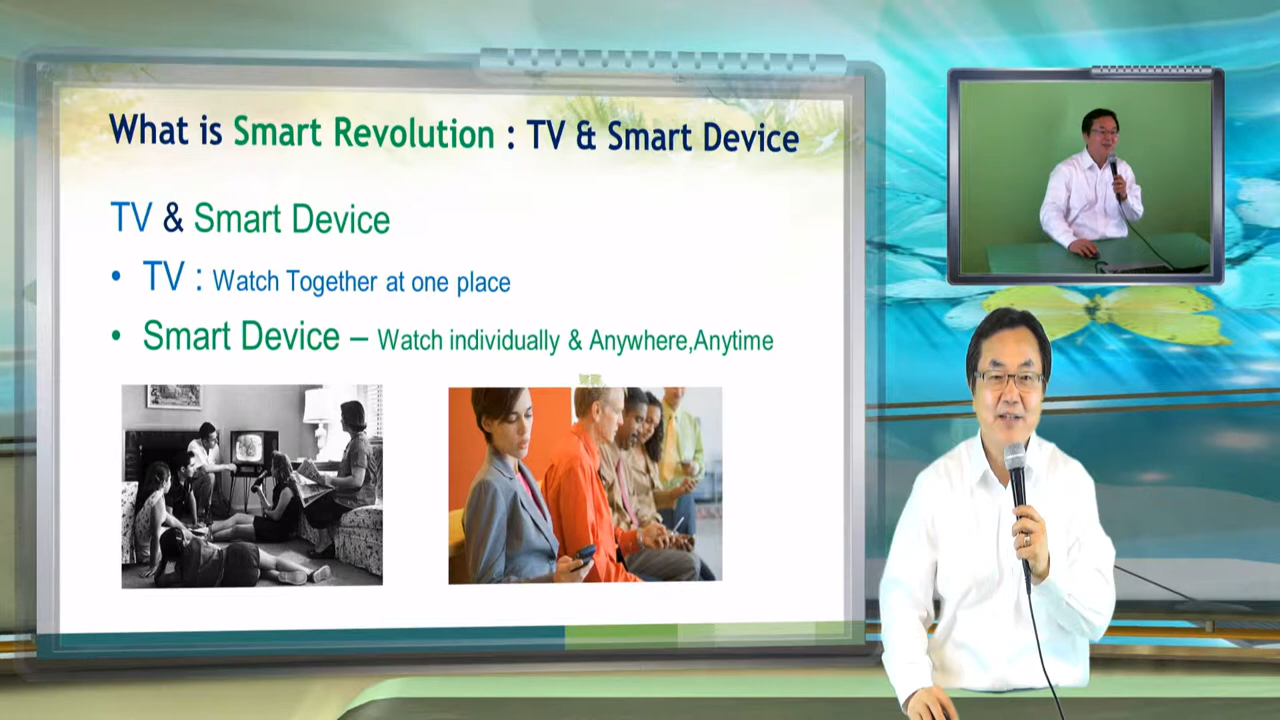 What is Smart Revolution : TV & Smart Device
TV & Smart Device
• TV : Watch Together at one place
• Smart Device – Watch individually & Anywhere,Anytime